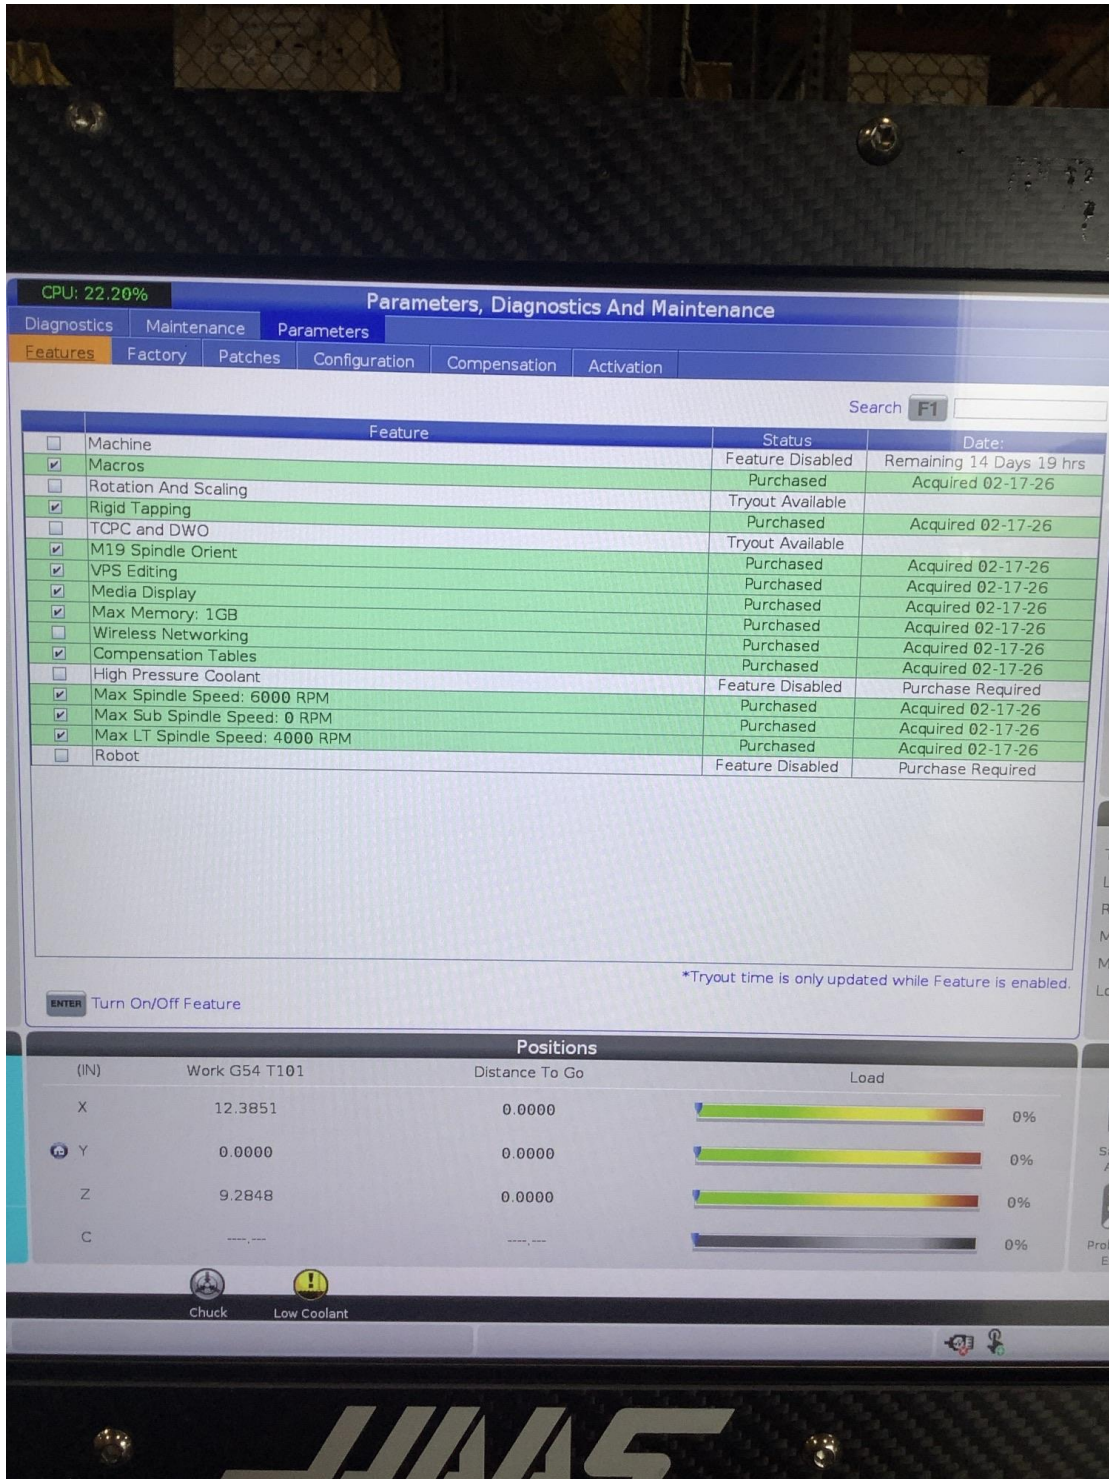 CPU: 22.20%
Parameters, Diagnostics And Maintenance
Diagnostics Maintenance Parameters
Features Factory Patches Configuration Compensation Activation
Search F1
Feature Status Date:
Machine Feature Disabled Remaining 14 Days 19 hrs
Macros Purchased Acquired 02-17-26
Rotation And Scaling Tryout Available
Rigid Tapping Purchased Acquired 02-17-26
TCPC and DWO Tryout Available
M19 Spindle Orient Purchased Acquired 02-17-26
VPS Editing Purchased Acquired 02-17-26
Media Display Purchased Acquired 02-17-26
Max Memory: 1GB Purchased Acquired 02-17-26
Wireless Networking Purchased Acquired 02-17-26
Compensation Tables Purchased Acquired 02-17-26
High Pressure Coolant Feature Disabled Purchase Required
Max Spindle Speed: 6000 RPM Purchased Acquired 02-17-26
Max Sub Spindle Speed: 0 RPM Purchased Acquired 02-17-26
Max LT Spindle Speed: 4000 RPM Purchased Acquired 02-17-26
Robot Feature Disabled Purchase Required
*Tryout time is only updated while Feature is enabled.
ENTER Turn On/Off Feature
Positions
(IN) Work G54 T101 Distance To Go Load
X 12.3851 0.0000 0%
Y 0.0000 0.0000 0%
Z 9.2848 0.0000 0%
C ----.--- ----.--- 0%
Chuck Low Coolant
HAAS